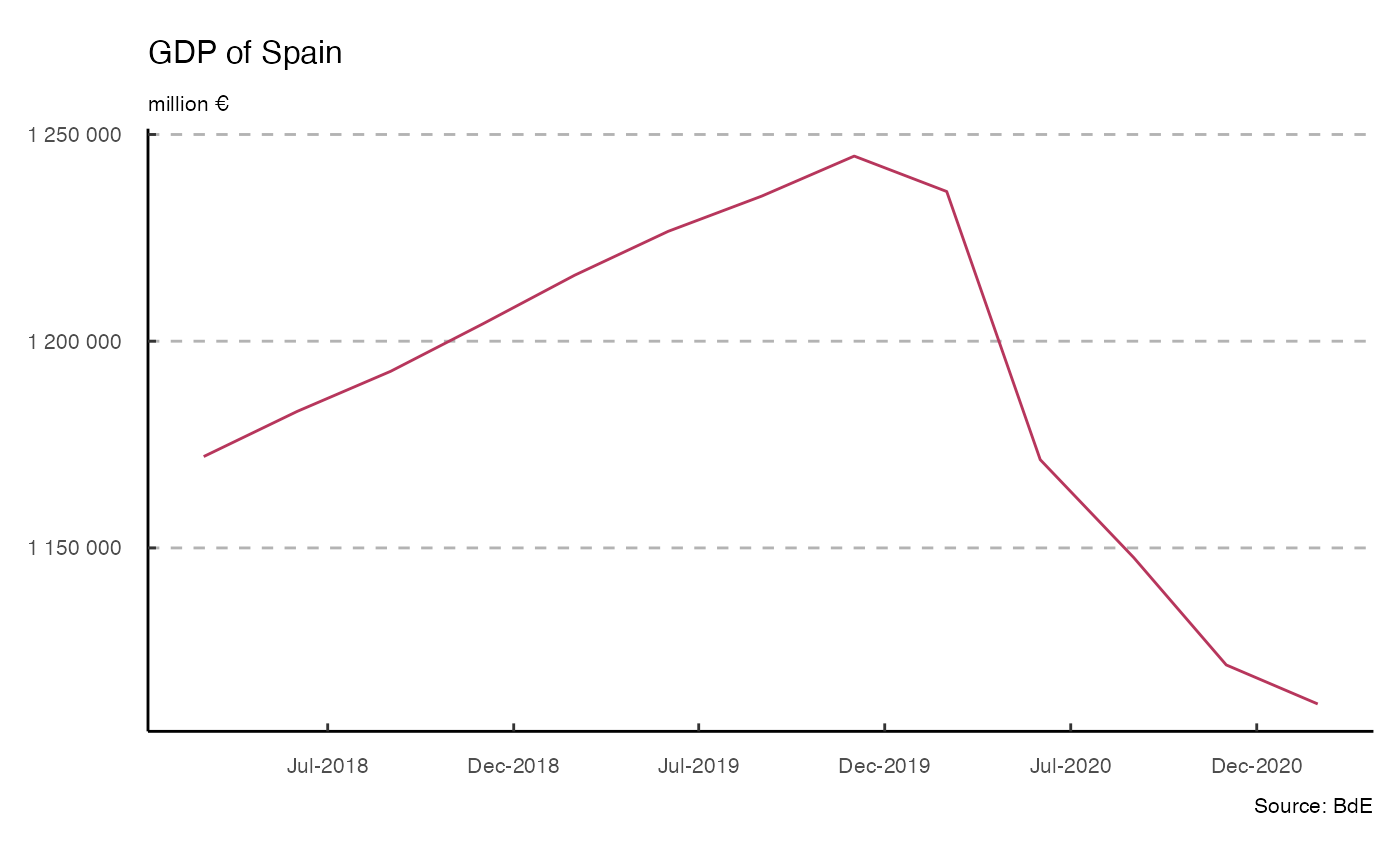 GDP of Spain
million €
1 250 000
1 200 000
1 150 000
Jul-2018 Dec-2018 Jul-2019 Dec-2019 Jul-2020 Dec-2020
Source: BdE